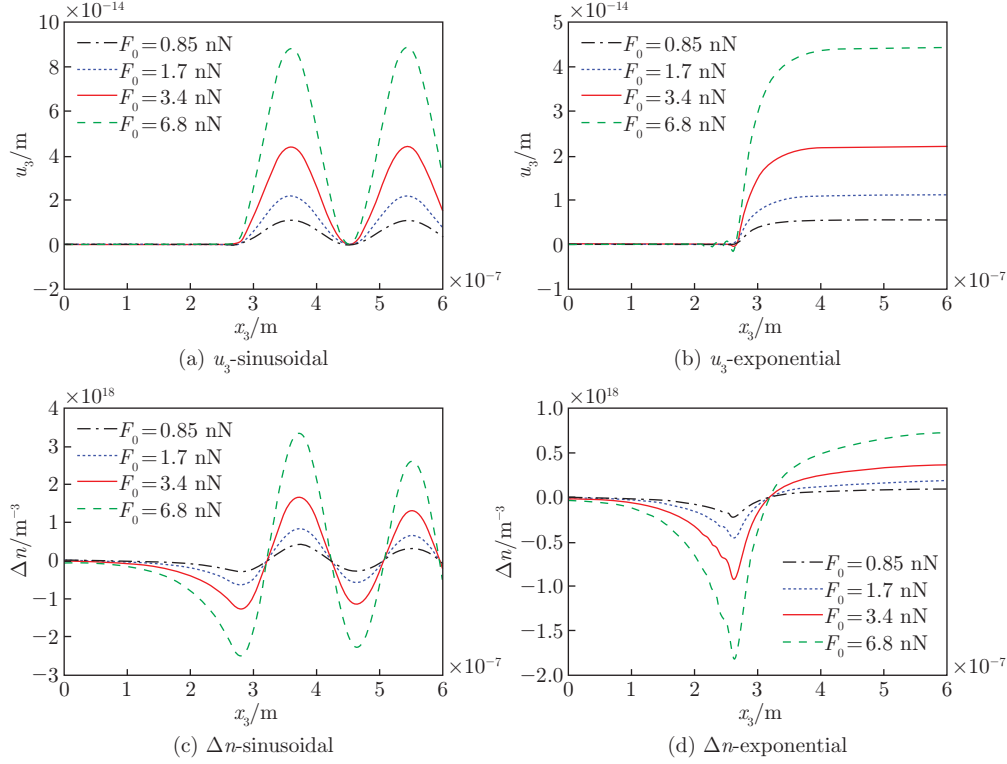 ×10⁻¹⁴
10
8
6
4
2
0
−2
u₃/m
F₀=0.85 nN
F₀=1.7 nN
F₀=3.4 nN
F₀=6.8 nN
0 1 2 3 4 5 6
×10⁻⁷
x₃/m
(a) u₃-sinusoidal
×10⁻¹⁴
5
4
3
2
1
0
−1
u₃/m
F₀=0.85 nN
F₀=1.7 nN
F₀=3.4 nN
F₀=6.8 nN
0 1 2 3 4 5 6
×10⁻⁷
x₃/m
(b) u₃-exponential
×10¹⁸
4
3
2
1
0
−1
−2
−3
Δn/m⁻³
F₀=0.85 nN
F₀=1.7 nN
F₀=3.4 nN
F₀=6.8 nN
0 1 2 3 4 5 6
×10⁻⁷
x₃/m
(c) Δn-sinusoidal
×10¹⁸
1.0
0.5
0.0
−0.5
−1.0
−1.5
−2.0
Δn/m⁻³
F₀=0.85 nN
F₀=1.7 nN
F₀=3.4 nN
F₀=6.8 nN
0 1 2 3 4 5 6
×10⁻⁷
x₃/m
(d) Δn-exponential